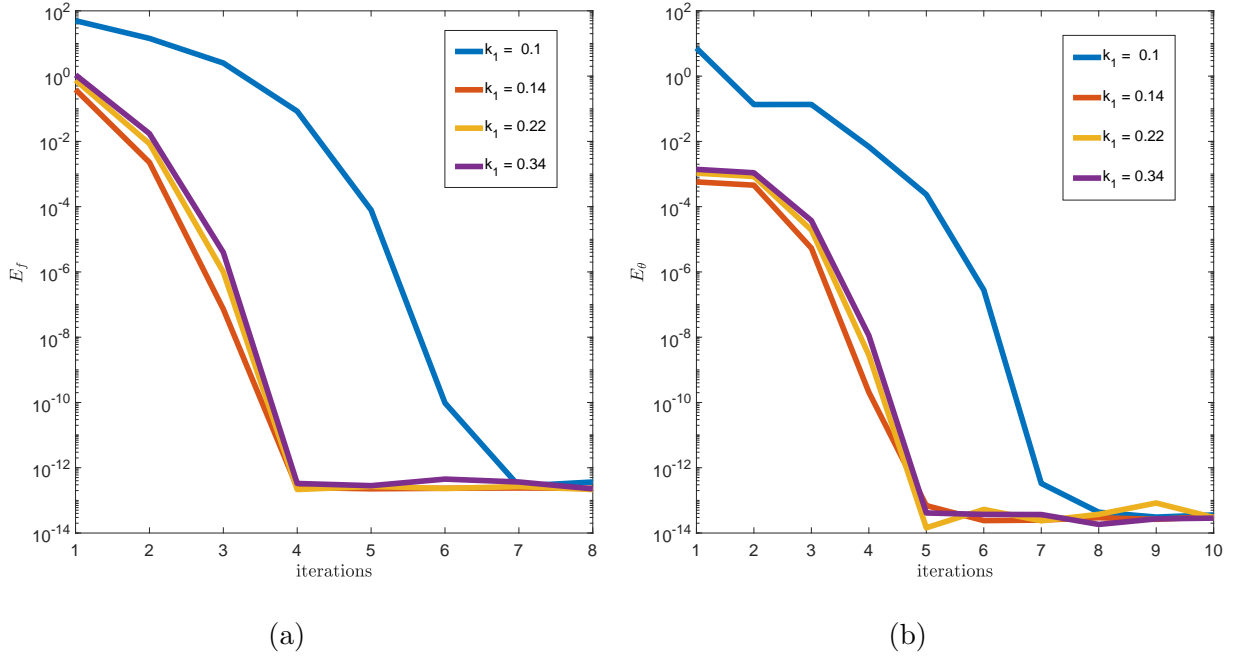 10^2
10^0
10^-2
10^-4
10^-6
10^-8
10^-10
10^-12
10^-14
E_f
1 2 3 4 5 6 7 8
iterations
k_1 = 0.1
k_1 = 0.14
k_1 = 0.22
k_1 = 0.34
(a)
10^2
10^0
10^-2
10^-4
10^-6
10^-8
10^-10
10^-12
10^-14
E_θ
1 2 3 4 5 6 7 8 9 10
iterations
k_1 = 0.1
k_1 = 0.14
k_1 = 0.22
k_1 = 0.34
(b)